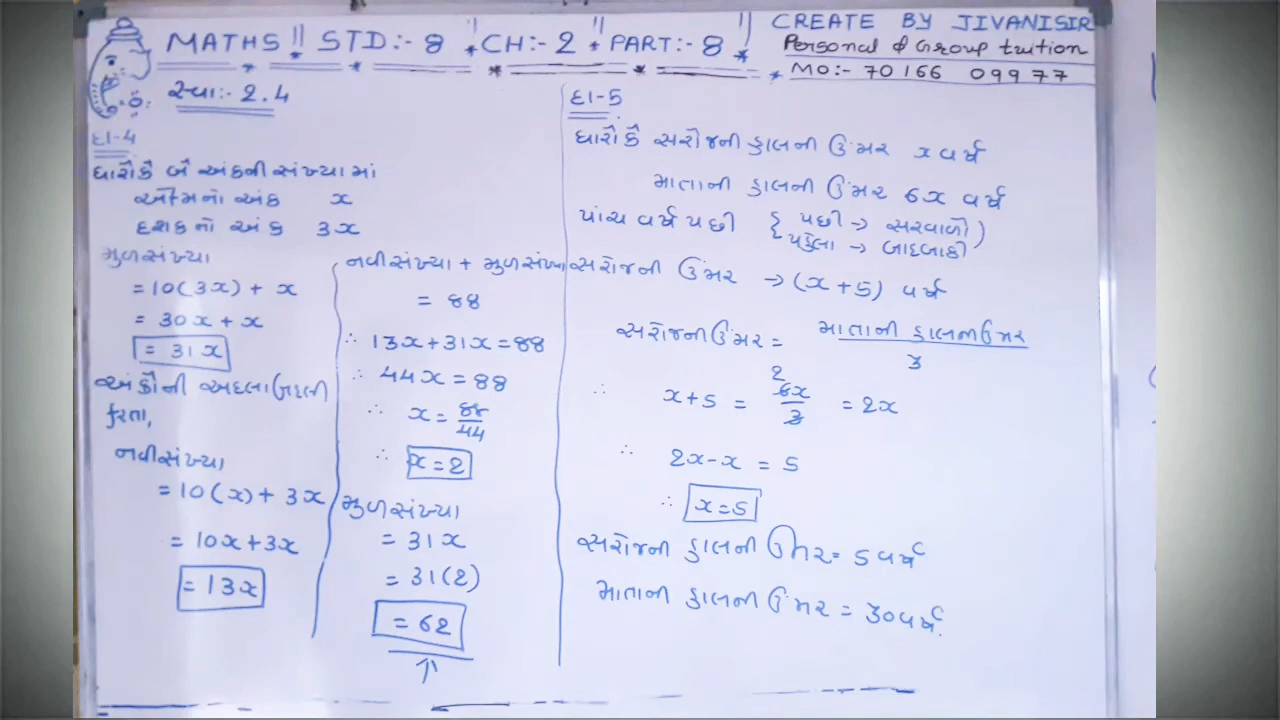 MATHS || STD:- 8 * CH:- 2 * PART:- 8 *
CREATE BY JIVANISIR
Personal & Group tuition
MO:- 70166 09977
સ્વા:- 2.4
દા-4
ધારોકે બે અંકની સંખ્યા માં
એકમનો અંક x
દશકનો અંક 3x
મુળ સંખ્યા
= 10(3x) + x
= 30x + x
= 31x
અંકોની અદલાબદલી
કરતા,
નવી સંખ્યા
= 10(x) + 3x
= 10x + 3x
= 13x
નવી સંખ્યા + મુળ સંખ્યા
= 88
∴ 13x + 31x = 88
∴ 44x = 88
∴ x = 88/44
∴ x = 2
મુળ સંખ્યા
= 31x
= 31(2)
= 62
દા-5
ધારોકે સરોજની હાલની ઉંમર x વર્ષ
માતાની હાલની ઉંમર 6x વર્ષ
પાંચ વર્ષ પછી { પછી → સરવાળો )
પહેલા → બાદબાકી
સરોજની ઉંમર → (x + 5) વર્ષ
સરોજની ઉંમર = માતાની હાલની ઉંમર / 3
∴ x + 5 = 6x/3 2 = 2x
∴ 2x - x = 5
∴ x = 5
સરોજની હાલની ઉંમર = 5 વર્ષ
માતાની હાલની ઉંમર = 30 વર્ષ.